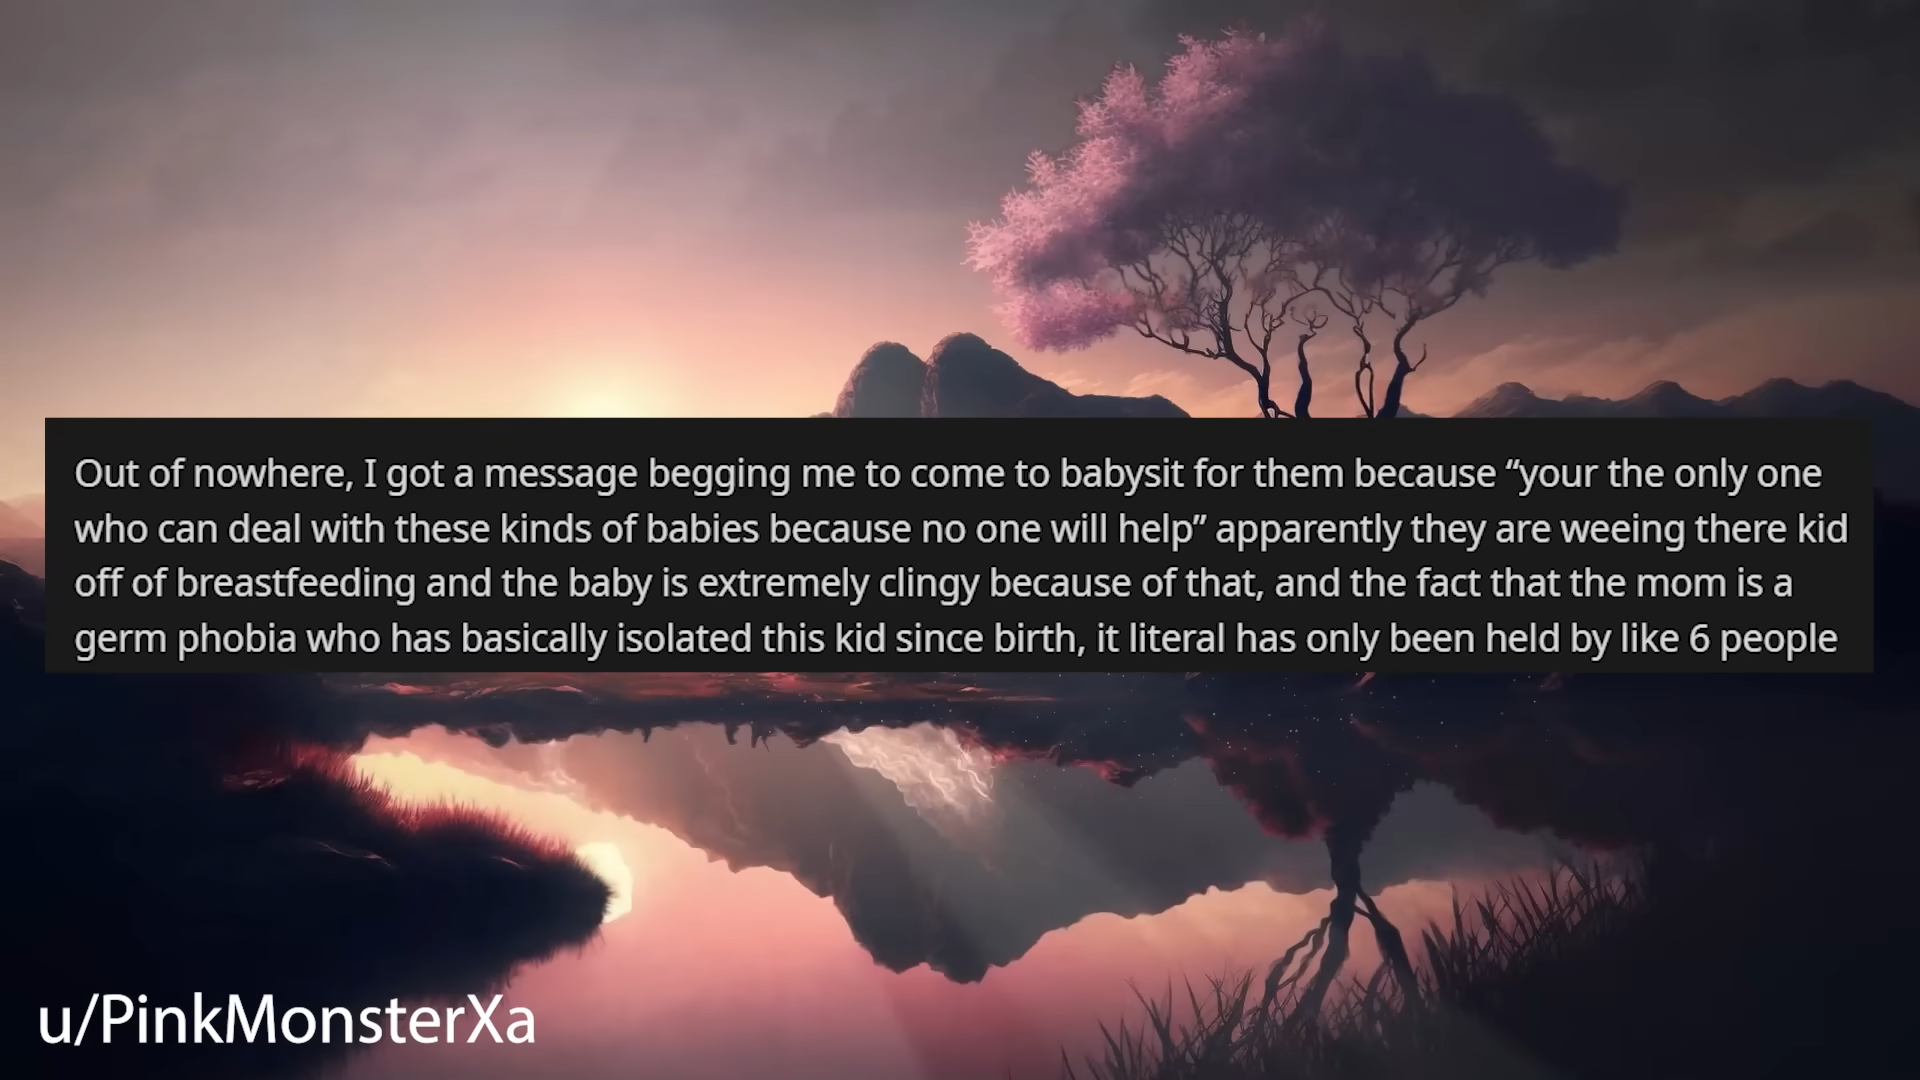 Out of nowhere, I got a message begging me to come to babysit for them because “your the only one
who can deal with these kinds of babies because no one will help” apparently they are weeing there kid
off of breastfeeding and the baby is extremely clingy because of that, and the fact that the mom is a
germ phobia who has basically isolated this kid since birth, it literal has only been held by like 6 people
u/PinkMonsterXa